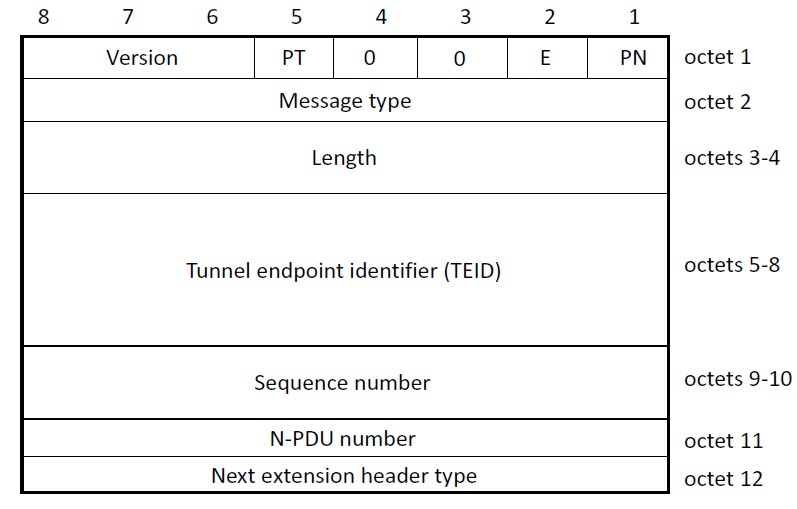 8 7 6 5 4 3 2 1
Version PT 0 0 E PN octet 1
Message type octet 2
Length octets 3-4
Tunnel endpoint identifier (TEID) octets 5-8
Sequence number octets 9-10
N-PDU number octet 11
Next extension header type octet 12